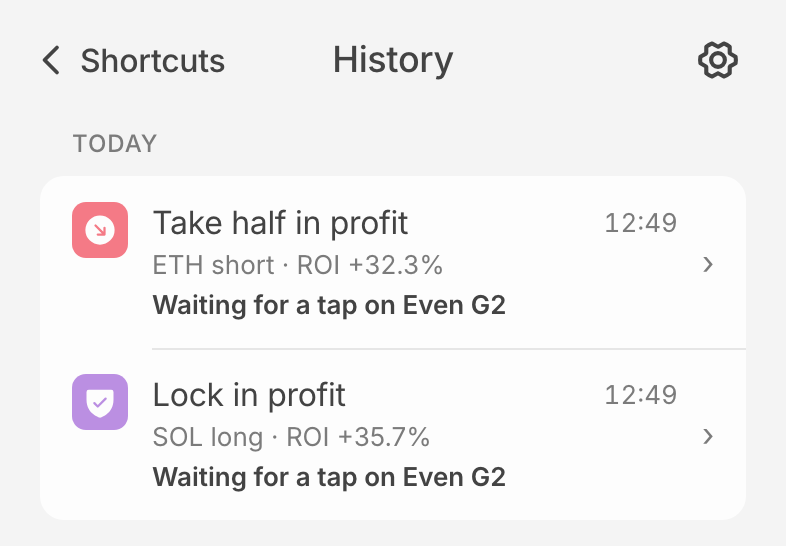 Shortcuts
History
TODAY
Take half in profit
12:49
ETH short · ROI +32.3%
Waiting for a tap on Even G2
Lock in profit
12:49
SOL long · ROI +35.7%
Waiting for a tap on Even G2